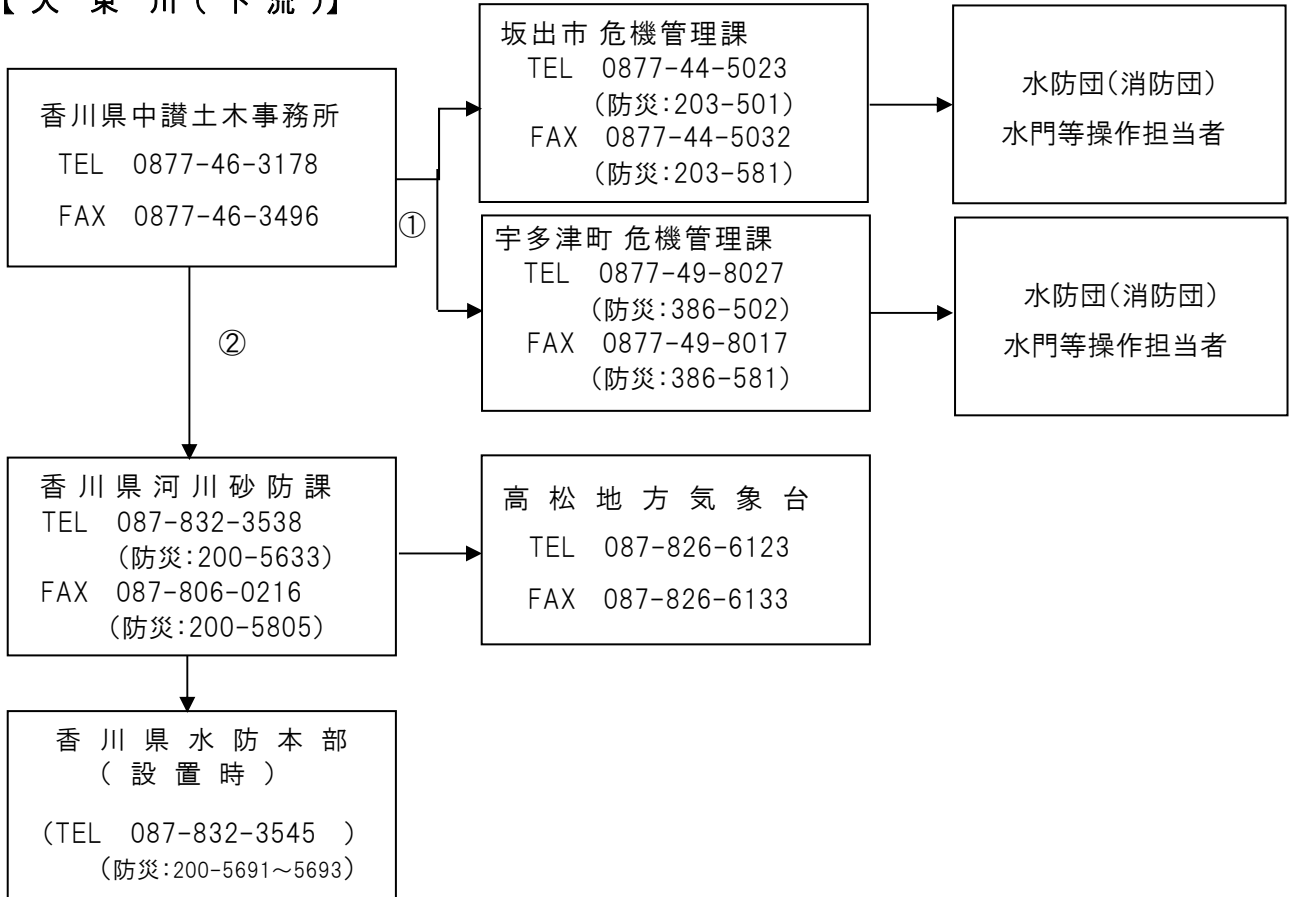 【大東川(下流)】
香川県中讃土木事務所
TEL 0877-46-3178
FAX 0877-46-3496
①
②
坂出市 危機管理課
TEL 0877-44-5023
(防災:203-501)
FAX 0877-44-5032
(防災:203-581)
水防団(消防団)
水門等操作担当者
宇多津町 危機管理課
TEL 0877-49-8027
(防災:386-502)
FAX 0877-49-8017
(防災:386-581)
水防団(消防団)
水門等操作担当者
香川県河川砂防課
TEL 087-832-3538
(防災:200-5633)
FAX 087-806-0216
(防災:200-5805)
高松地方気象台
TEL 087-826-6123
FAX 087-826-6133
香川県水防本部
(設置時)
(TEL 087-832-3545 )
(防災:200-5691~5693)